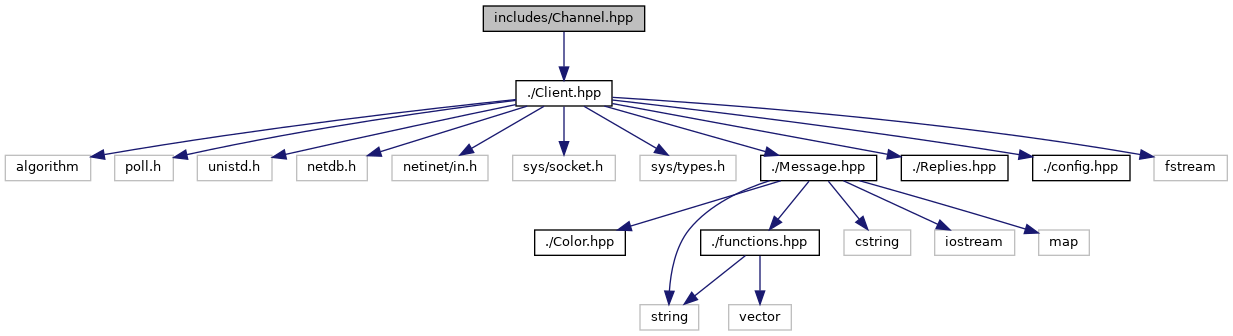 includes/Channel.hpp
./Client.hpp
algorithm
poll.h
unistd.h
netdb.h
netinet/in.h
sys/socket.h
sys/types.h
./Message.hpp
./Replies.hpp
./config.hpp
fstream
./Color.hpp
./functions.hpp
cstring
iostream
map
string
vector